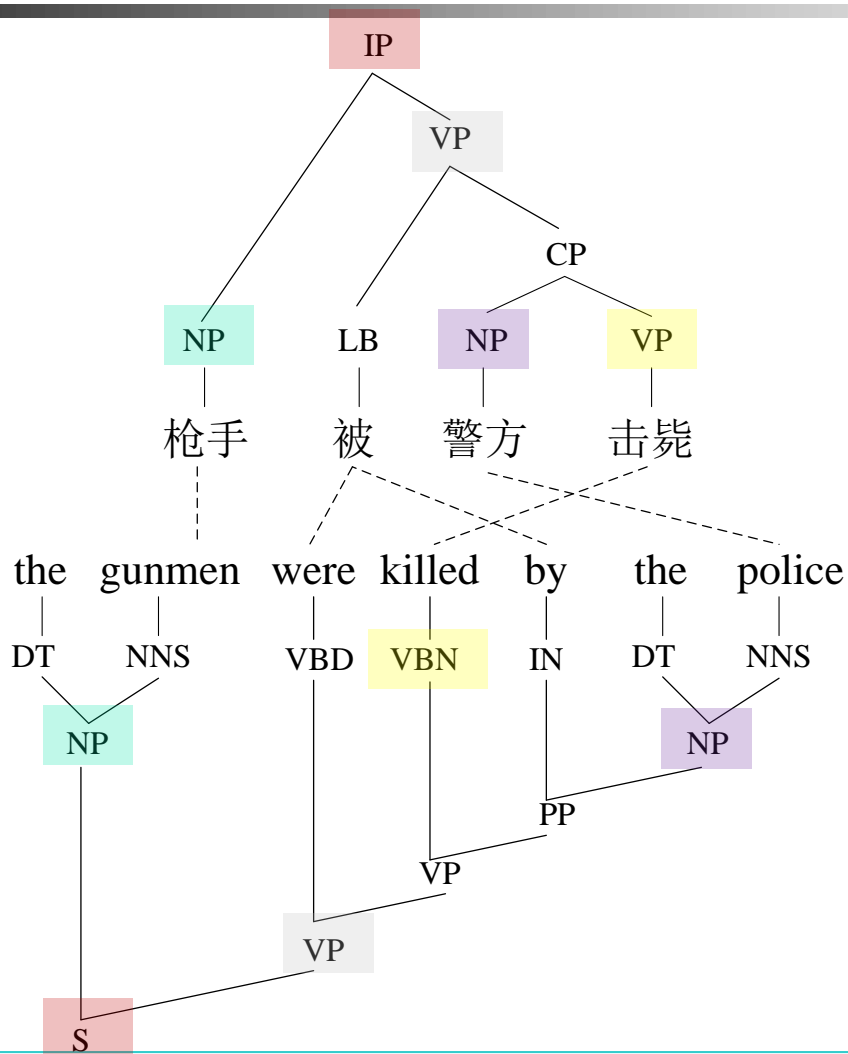 IP
VP
CP
NP LB NP VP
枪手 被 警方 击毙
the gunmen were killed by the police
DT NNS VBD VBN IN DT NNS
NP NP
PP
VP
VP
S